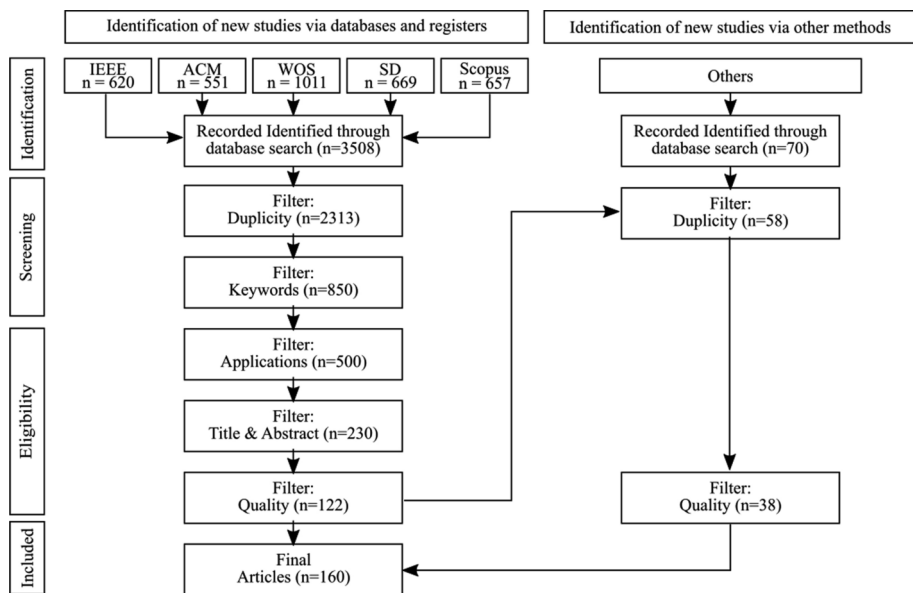 Identification of new studies via databases and registers
Identification of new studies via other methods
Identification
IEEE
n = 620
ACM
n = 551
WOS
n = 1011
SD
n = 669
Scopus
n = 657
Others
Recorded Identified through
database search (n=3508)
Recorded Identified through
database search (n=70)
Screening
Filter:
Duplicity (n=2313)
Filter:
Duplicity (n=58)
Filter:
Keywords (n=850)
Eligibility
Filter:
Applications (n=500)
Filter:
Title & Abstract (n=230)
Filter:
Quality (n=122)
Filter:
Quality (n=38)
Included
Final
Articles (n=160)